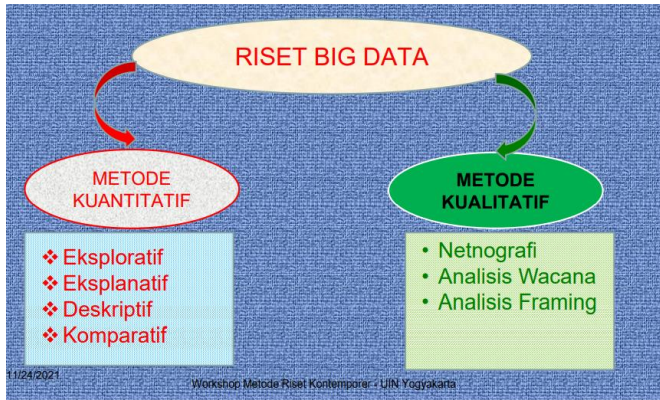 RISET BIG DATA
METODE
KUANTITATIF
❖ Eksploratif
❖ Eksplanatif
❖ Deskriptif
❖ Komparatif
METODE
KUALITATIF
• Netnografi
• Analisis Wacana
• Analisis Framing
11/24/2021
Workshop Metode Riset Kontemporer - UIN Yogyakarta